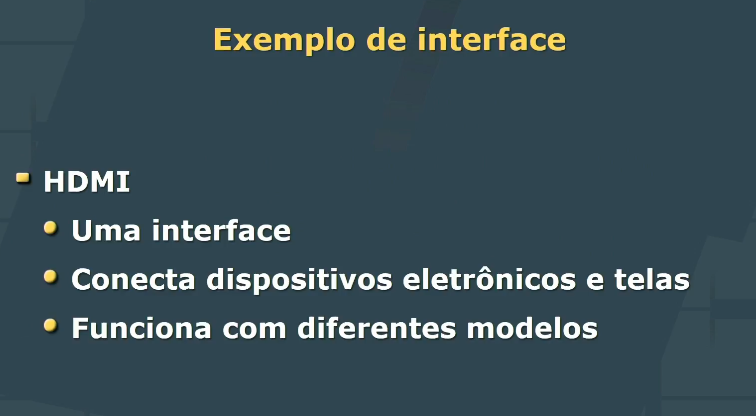 Exemplo de interface
HDMI
Uma interface
Conecta dispositivos eletrônicos e telas
Funciona com diferentes modelos